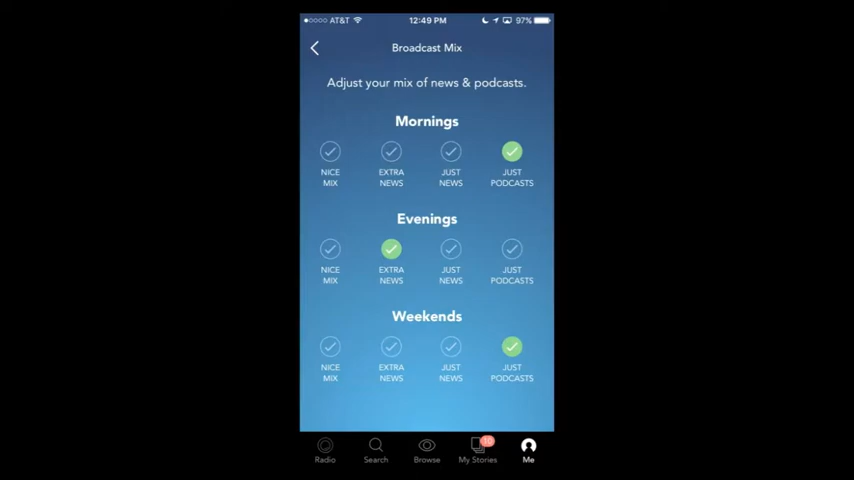 AT&T 12:49 PM 97%
Broadcast Mix
Adjust your mix of news & podcasts.
Mornings
NICE MIX EXTRA NEWS JUST NEWS JUST PODCASTS
Evenings
NICE MIX EXTRA NEWS JUST NEWS JUST PODCASTS
Weekends
NICE MIX EXTRA NEWS JUST NEWS JUST PODCASTS
Radio Search Browse My Stories Me